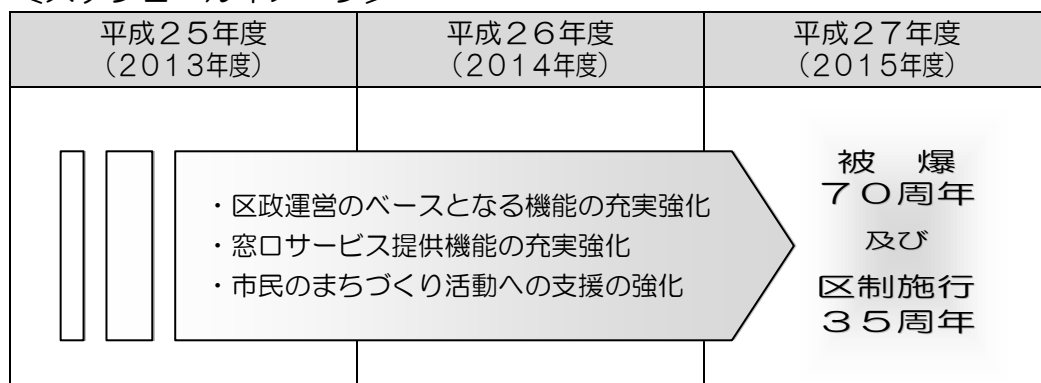 平成２５年度
（２０１３年度）
平成２６年度
（２０１４年度）
平成２７年度
（２０１５年度）
・区政運営のベースとなる機能の充実強化
・窓口サービス提供機能の充実強化
・市民のまちづくり活動への支援の強化
被　爆
７０周年
及び
区制施行
３５周年